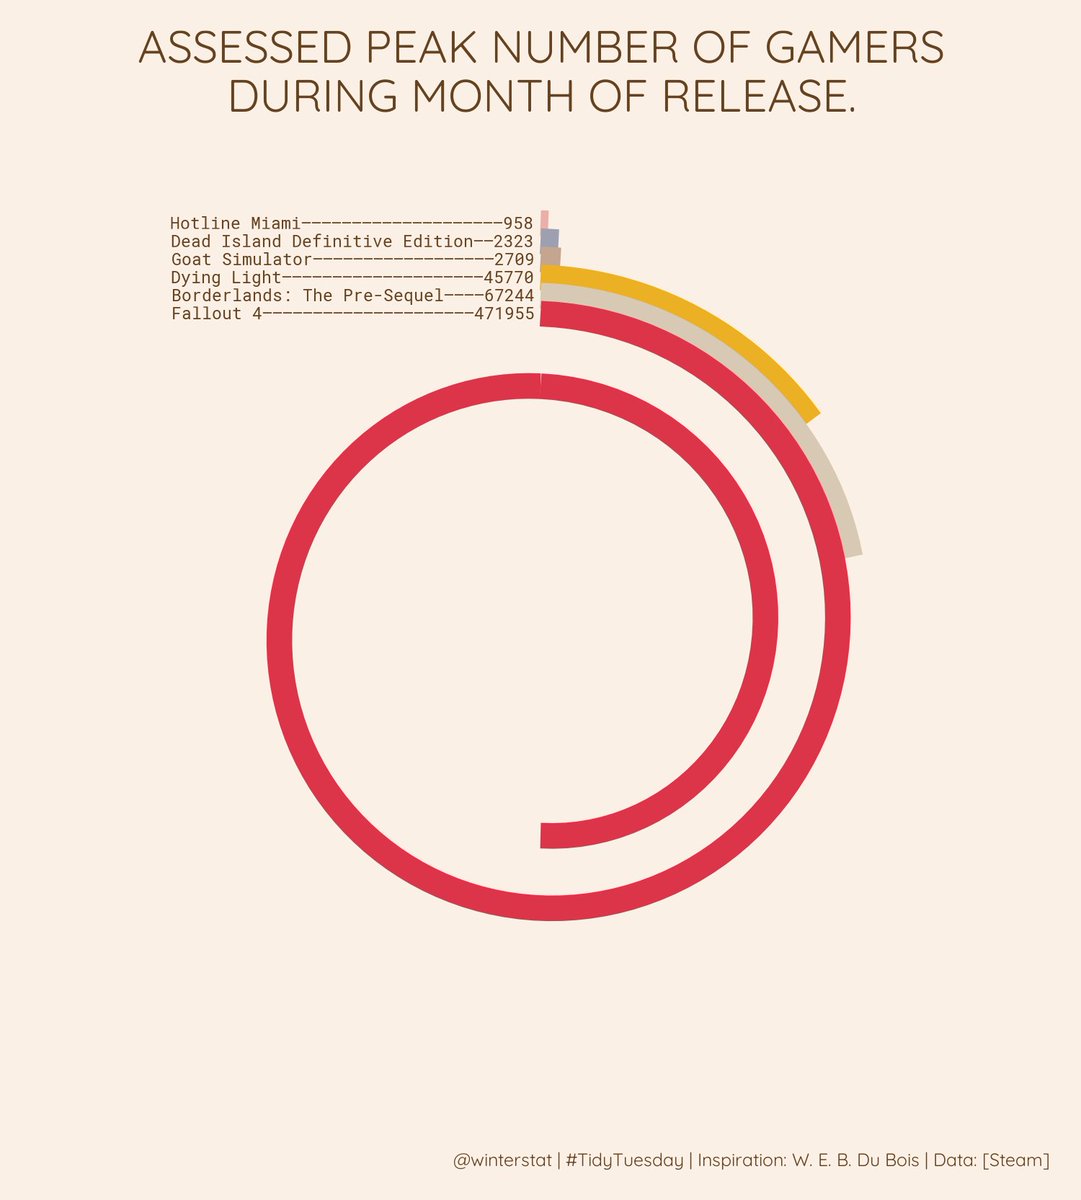 ASSESSED PEAK NUMBER OF GAMERS
DURING MONTH OF RELEASE.
Hotline Miami————————————————————958
Dead Island Definitive Edition——2323
Goat Simulator——————————————————2709
Dying Light————————————————————45770
Borderlands: The Pre-Sequel————67244
Fallout 4—————————————————————471955
@winterstat | #TidyTuesday | Inspiration: W. E. B. Du Bois | Data: [Steam]